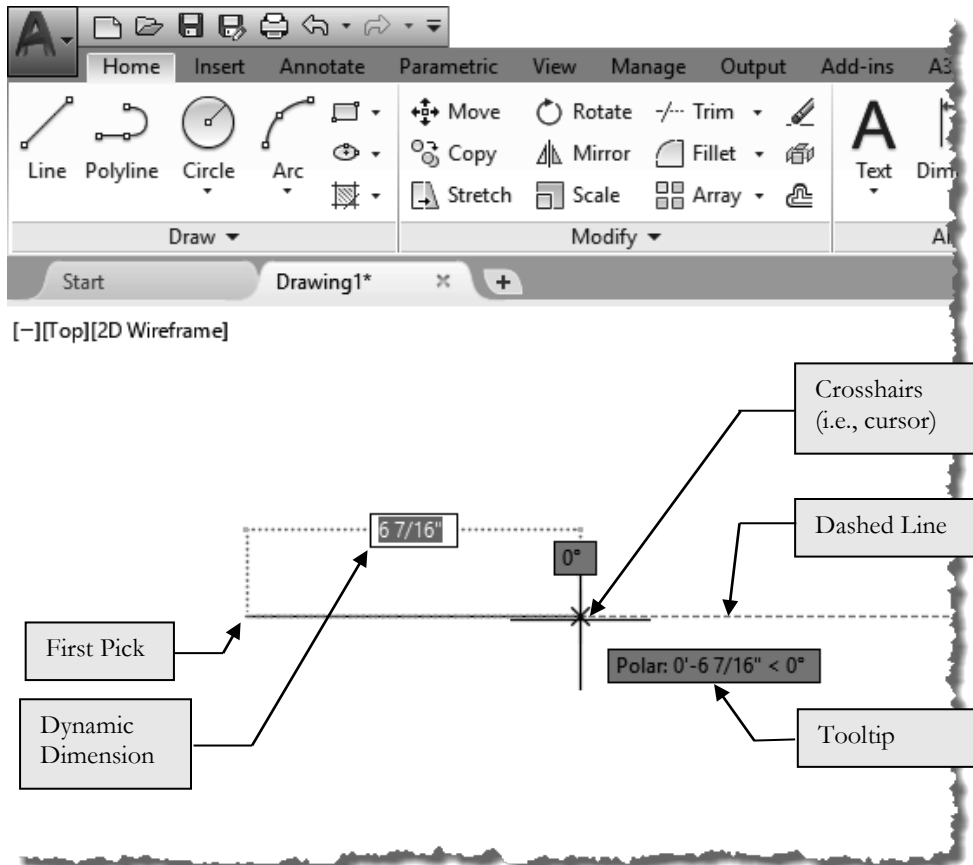 A
Home Insert Annotate Parametric View Manage Output Add-ins A3
Move Rotate Trim
Copy Mirror Fillet
Line Polyline Circle Arc Text Dim
Stretch Scale Array
Draw Modify
Start Drawing1*
[−][Top][2D Wireframe]
Crosshairs
(i.e., cursor)
6 7/16"
Dashed Line
0°
First Pick
Polar: 0'-6 7/16" < 0°
Dynamic
Dimension
Tooltip